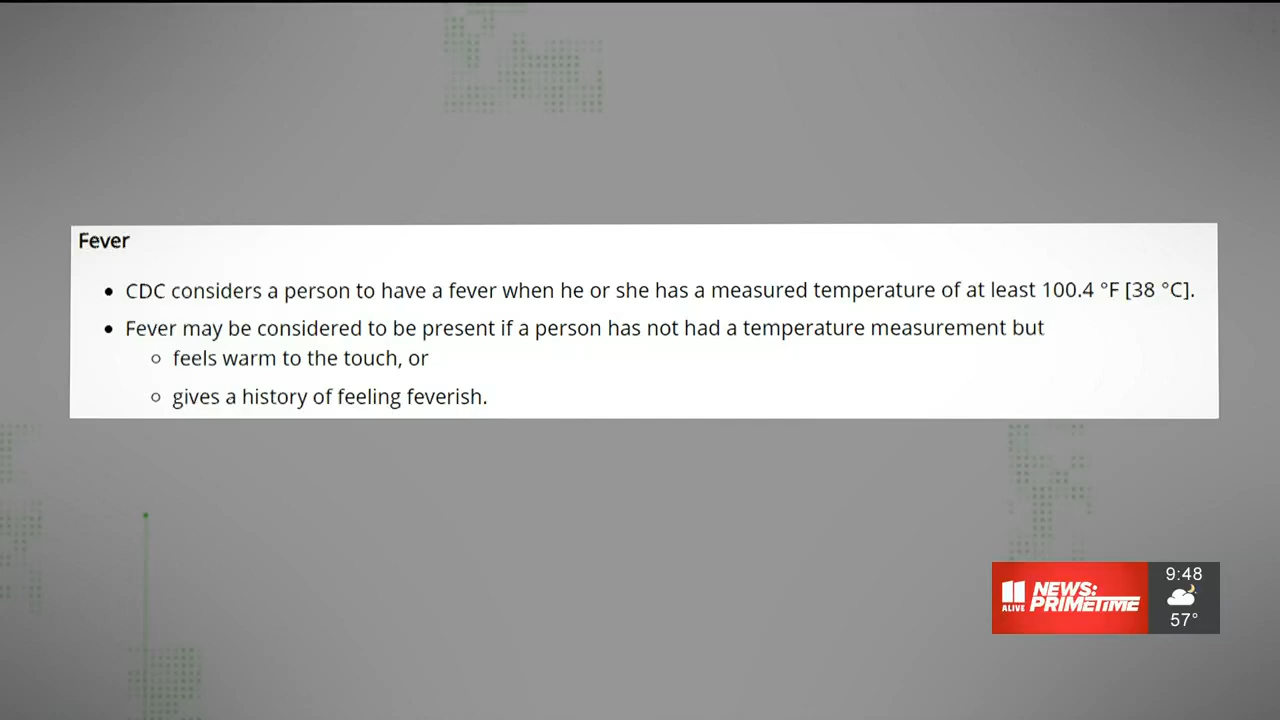 Fever
• CDC considers a person to have a fever when he or she has a measured temperature of at least 100.4 °F [38 °C].
• Fever may be considered to be present if a person has not had a temperature measurement but
○ feels warm to the touch, or
○ gives a history of feeling feverish.
11 ALIVE NEWS: PRIMETIME
9:48
57°